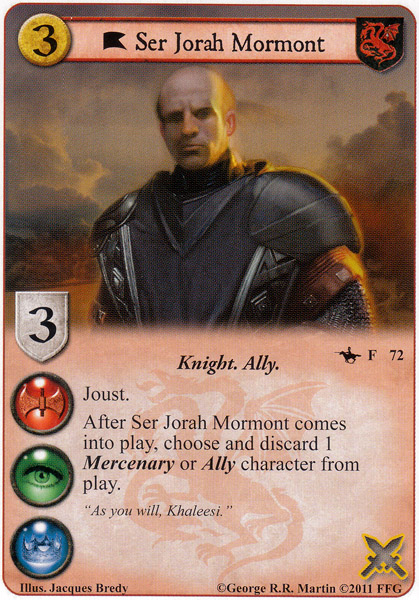 3 Ser Jorah Mormont
3
Knight. Ally.
F 72
Joust.
After Ser Jorah Mormont comes
into play, choose and discard 1
Mercenary or Ally character from
play.
"As you will, Khaleesi."
Illus. Jacques Bredy ©George R.R. Martin ©2011 FFG